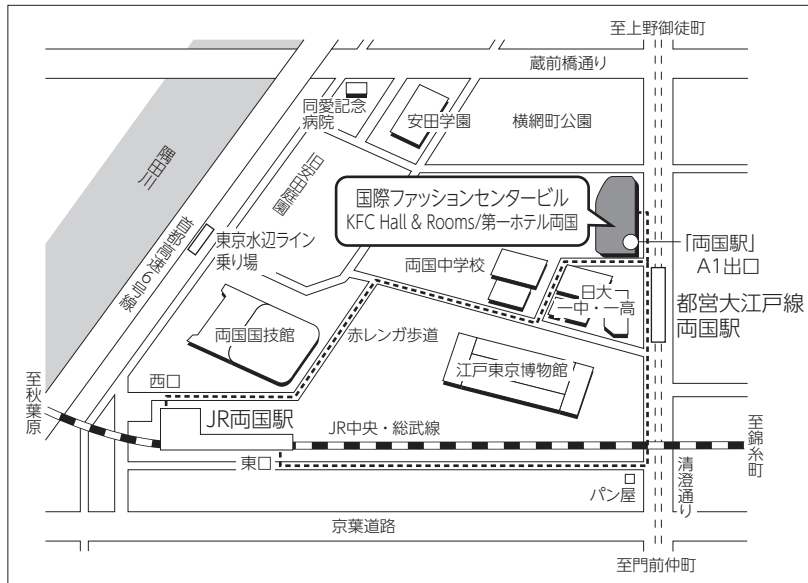 至上野御徒町
蔵前橋通り
同愛記念
病院
安田学園
横網町公園
隅田川
旧安田庭園
国際ファッションセンタービル
KFC Hall & Rooms/第一ホテル両国
首都高速6号線
東京水辺ライン
乗り場
「両国駅」
A1出口
両国中学校
日大
一中・一高
都営大江戸線
両国駅
両国国技館
赤レンガ歩道
江戸東京博物館
至秋葉原
西口
JR両国駅
JR中央・総武線
至錦糸町
東口
清澄通り
パン屋
京葉道路
至門前仲町